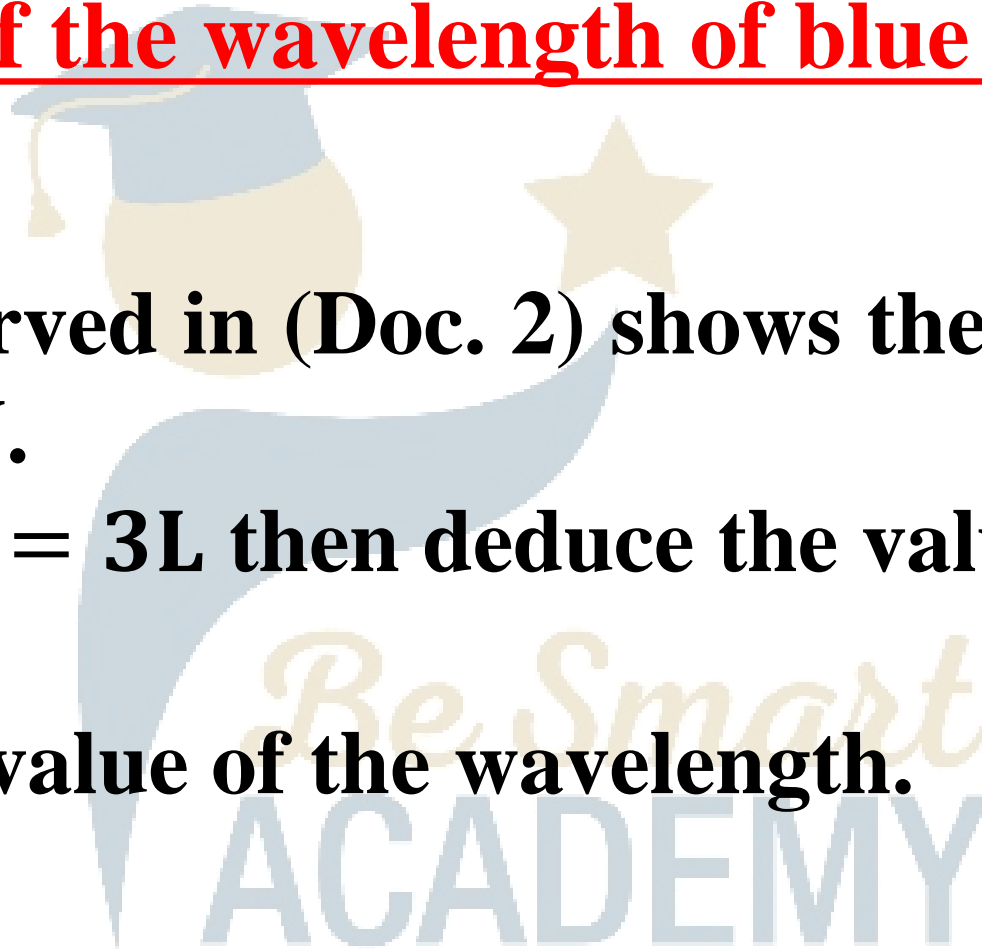 f the wavelength of blue
rved in (Doc. 2) shows the
.
= 3L then deduce the val
value of the wavelength.
Be Smart
ACADEMY